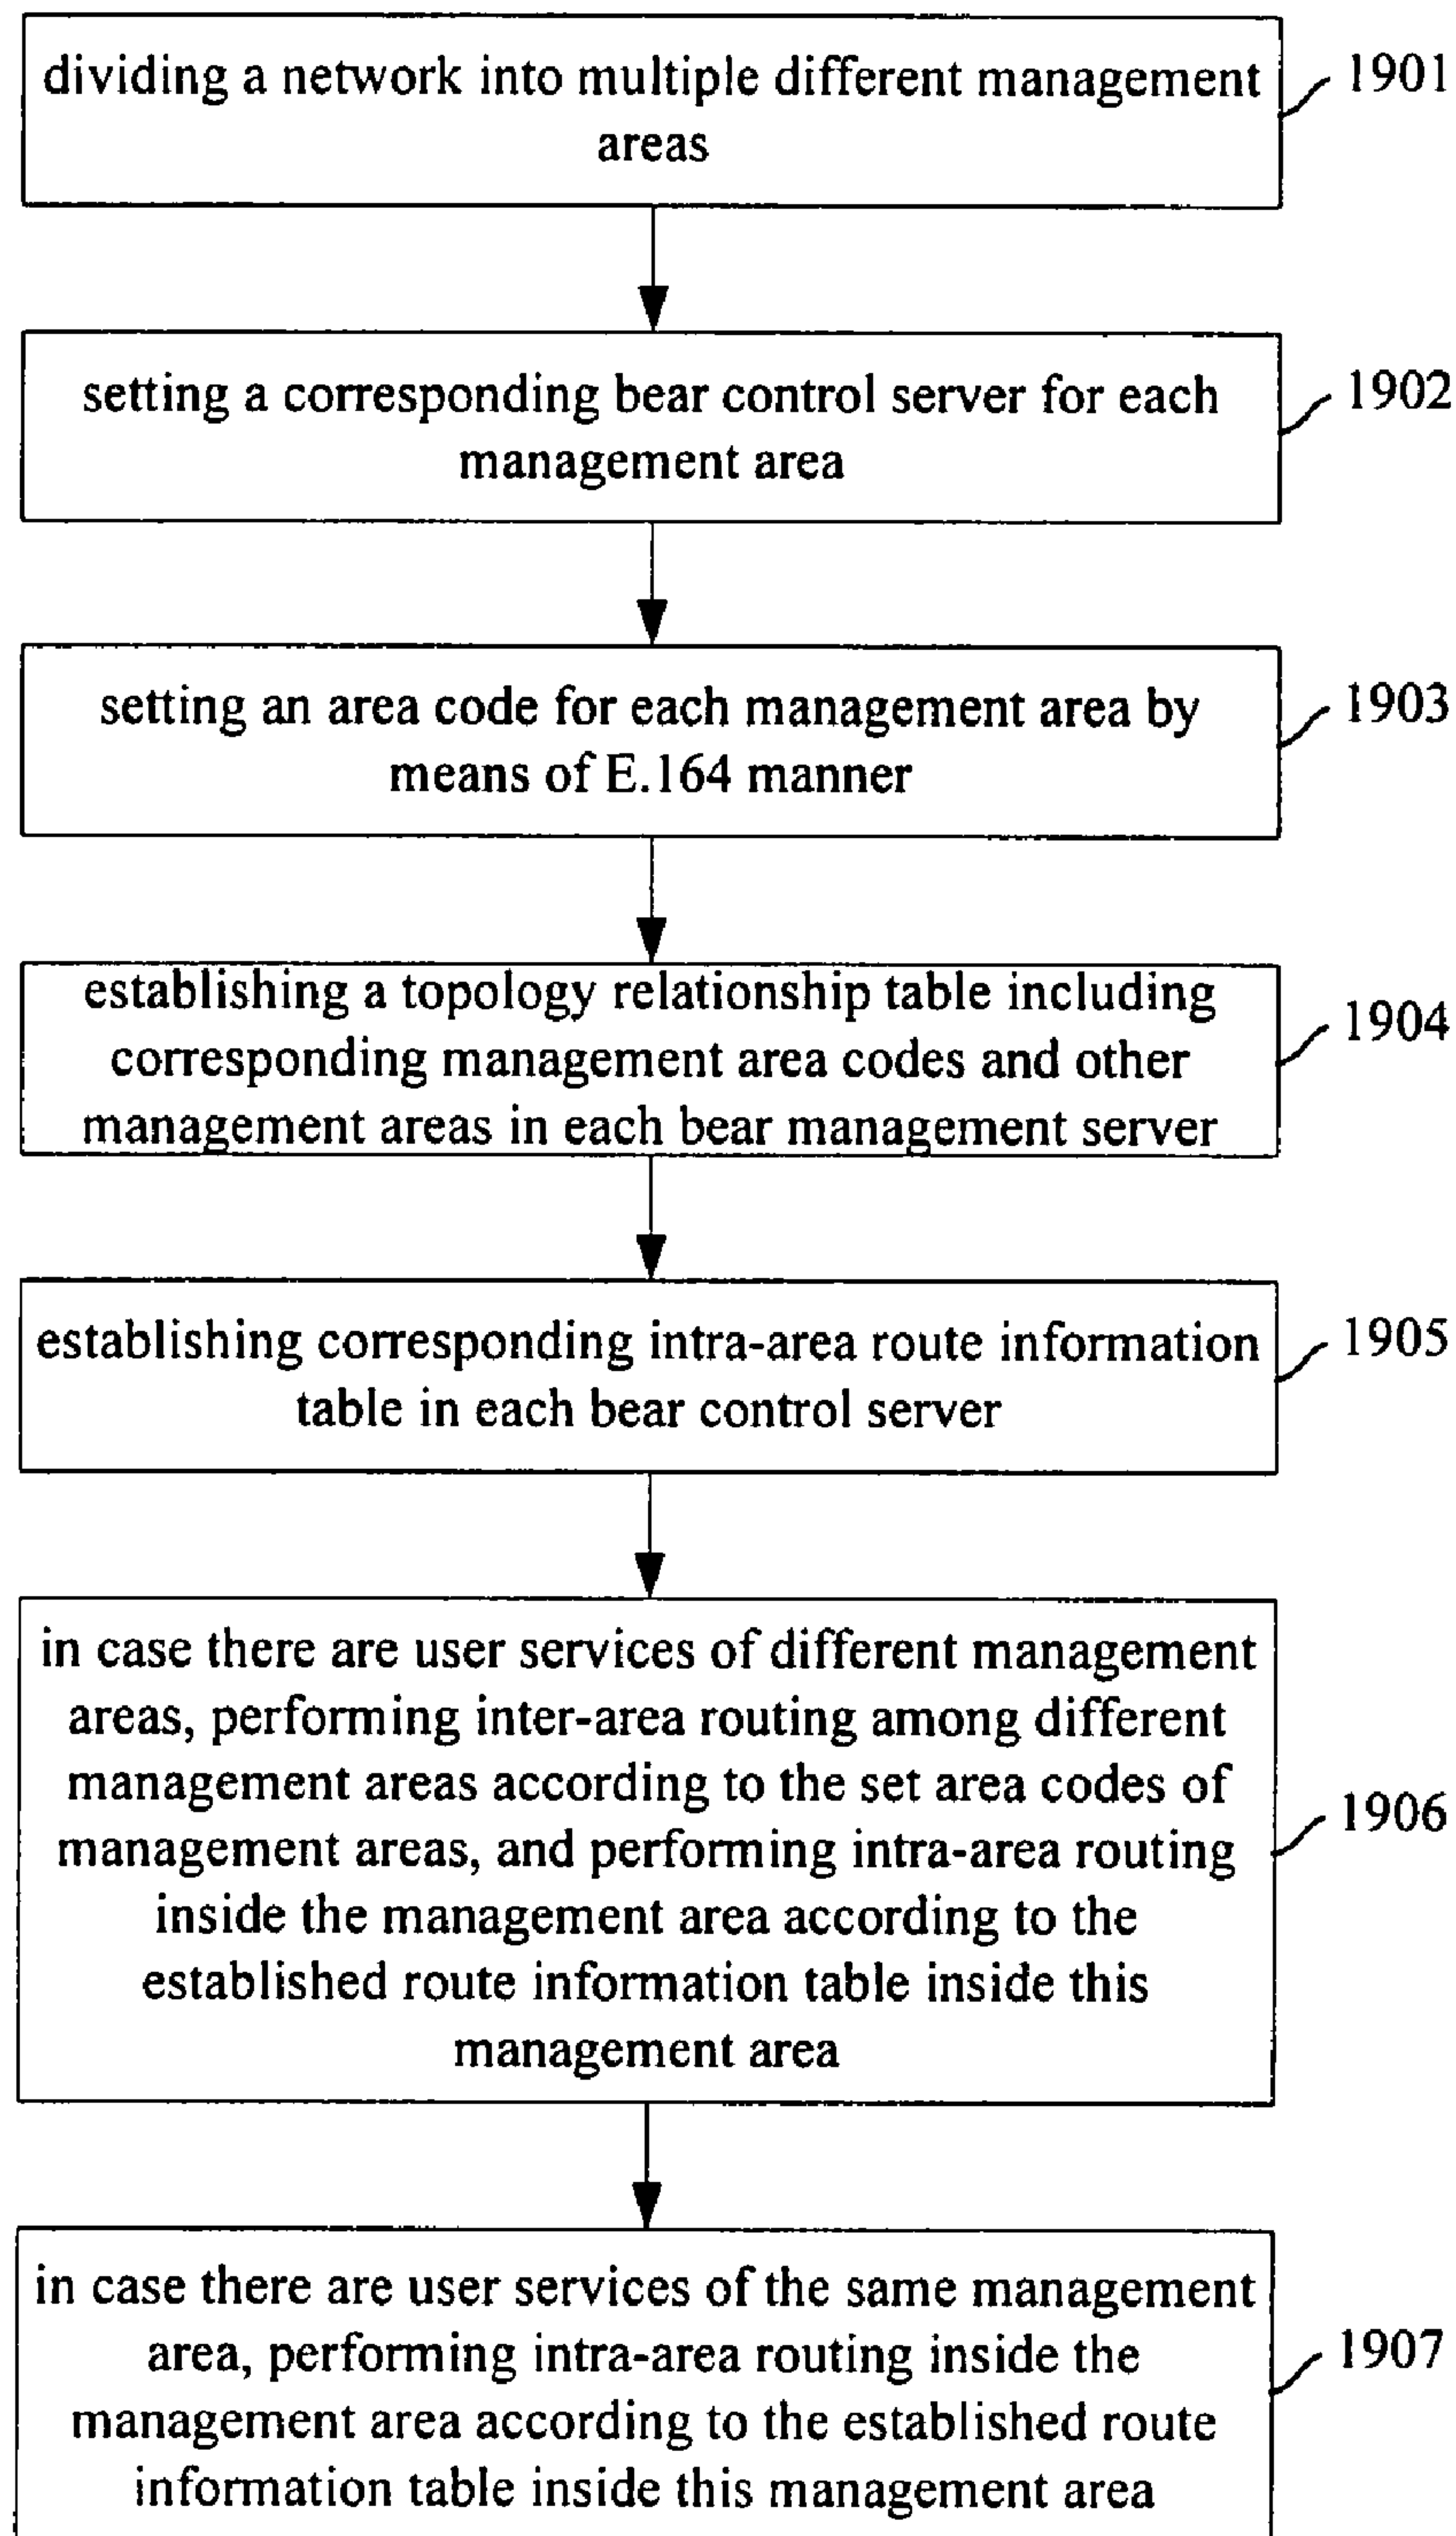 dividing a network into multiple different management
areas
1901
setting a corresponding bear control server for each
management area
1902
setting an area code for each management area by
means of E.164 manner
1903
establishing a topology relationship table including
corresponding management area codes and other
management areas in each bear management server
1904
establishing corresponding intra-area route information
table in each bear control server
1905
in case there are user services of different management
areas, performing inter-area routing among different
management areas according to the set area codes of
management areas, and performing intra-area routing
inside the management area according to the
established route information table inside this
management area
1906
in case there are user services of the same management
area, performing intra-area routing inside the
management area according to the established route
information table inside this management area
1907